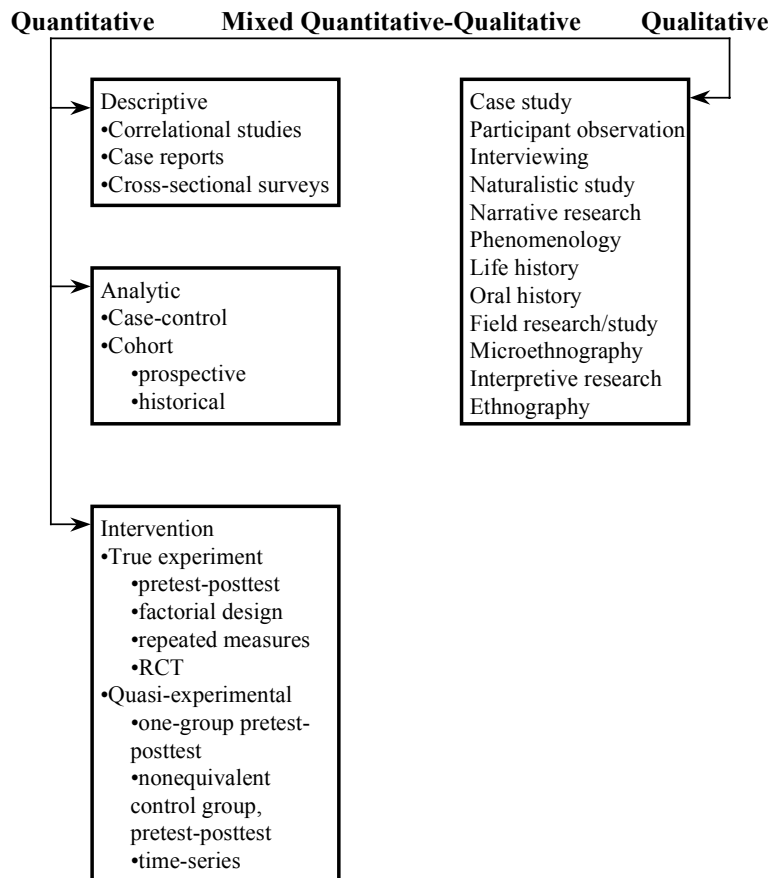 Quantitative Mixed Quantitative-Qualitative Qualitative
Descriptive
•Correlational studies
•Case reports
•Cross-sectional surveys
Analytic
•Case-control
•Cohort
•prospective
•historical
Intervention
•True experiment
•pretest-posttest
•factorial design
•repeated measures
•RCT
•Quasi-experimental
•one-group pretest-
posttest
•nonequivalent
control group,
pretest-posttest
•time-series
Case study
Participant observation
Interviewing
Naturalistic study
Narrative research
Phenomenology
Life history
Oral history
Field research/study
Microethnography
Interpretive research
Ethnography